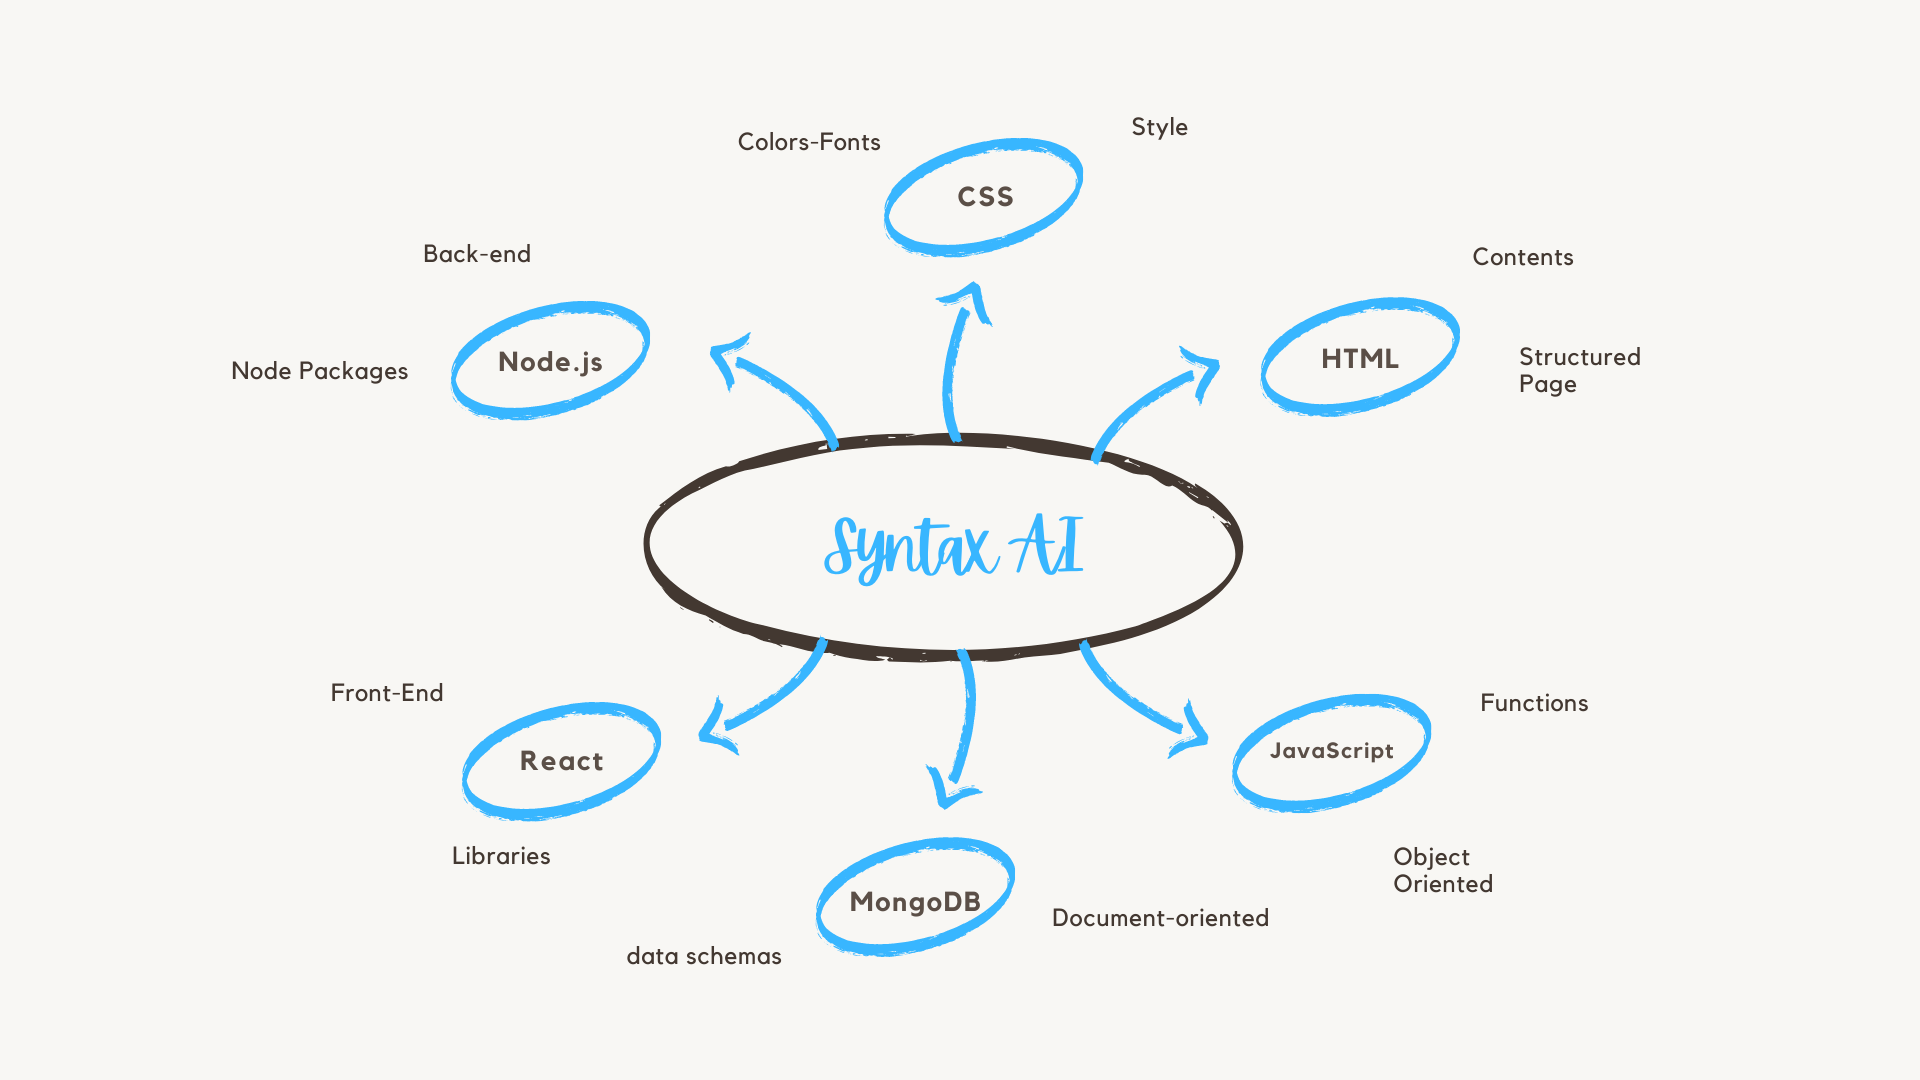 Style
Colors-Fonts
CSS
Back-end
Contents
Node.js
HTML
Structured
Page
Node Packages
Syntax AI
Front-End
Functions
React
JavaScript
Libraries
Object
Oriented
MongoDB
Document-oriented
data schemas